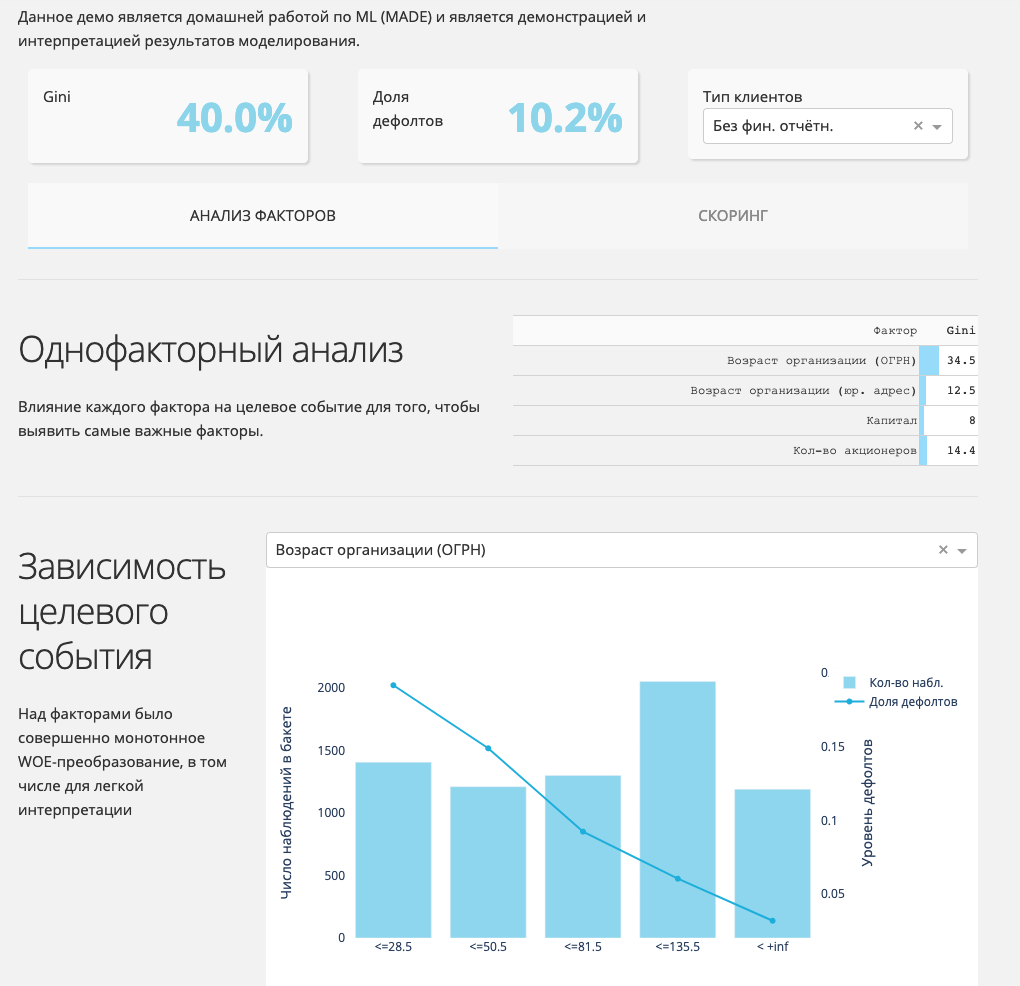 Данное демо является домашней работой по ML (MADE) и является демонстрацией и
интерпретацией результатов моделирования.
Gini
40.0%
Доля
дефолтов
10.2%
Тип клиентов
Без фин. отчётн.
АНАЛИЗ ФАКТОРОВ
СКОРИНГ
Однофакторный анализ
Влияние каждого фактора на целевое событие для того, чтобы
выявить самые важные факторы.
Фактор Gini
Возраст организации (ОГРН) 34.5
Возраст организации (юр. адрес) 12.5
Капитал 8
Кол-во акционеров 14.4
Зависимость
целевого
события
Над факторами было
совершенно монотонное
WOE-преобразование, в том
числе для легкой
интерпретации
Возраст организации (ОГРН)
Число наблюдений в бакете
2000
1500
1000
500
0
<=28.5 <=50.5 <=81.5 <=135.5 < +inf
0.
0.15
0.1
0.05
Уровень дефолтов
Кол-во набл.
Доля дефолтов